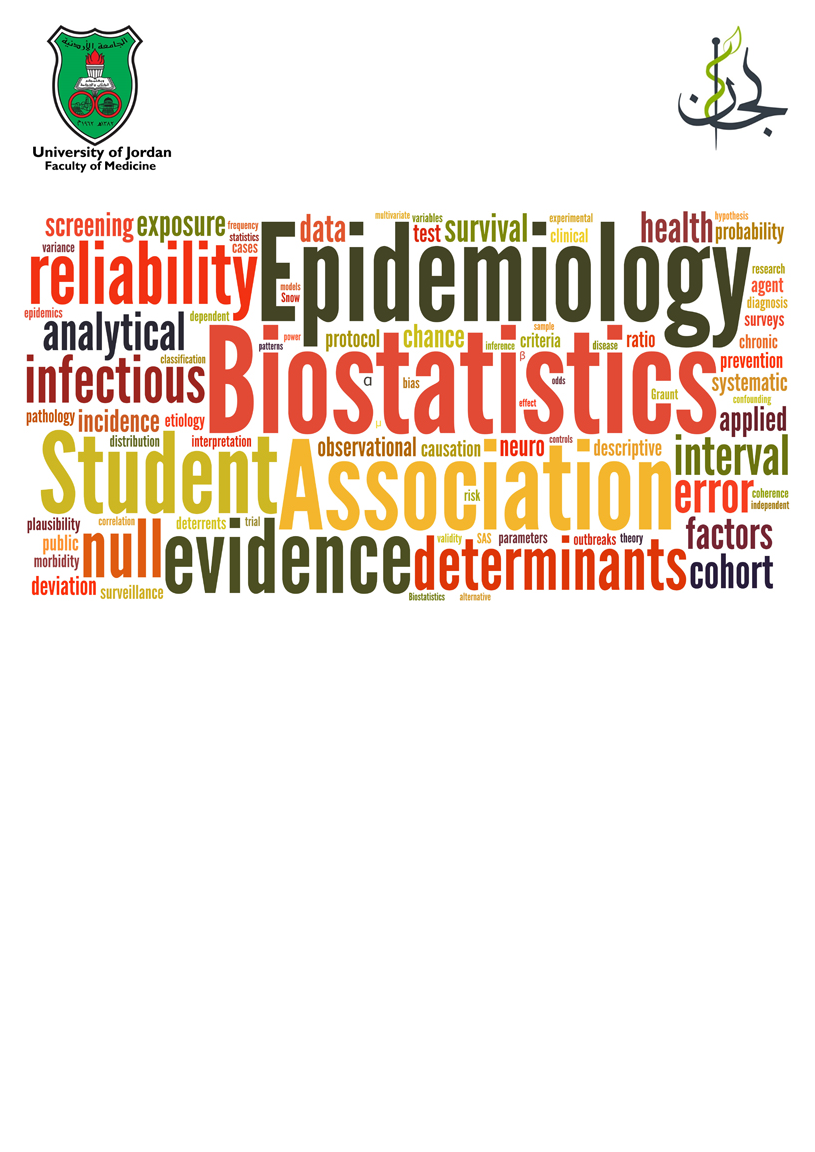 الجامعة الأردنية
University of Jordan
Faculty of Medicine
لجان
screening exposure frequency data multivariate variables experimental health hypothesis
statistics test survival clinical probability
variance cases
reliability Epidemiology research
models agent
Snow diagnosis
epidemics dependent surveys
analytical patterns power protocol chance inference sample criteria disease ratio chronic
classification Biostatistics β prevention
infectious α bias odds systematic
effect Graunt confounding
pathology incidence etiology μ applied
distribution interpretation observational causation neuro controls descriptive interval
Student Association risk error coherence
independent
plausibility correlation deterrents trial factors
public null evidence validity SAS parameters outbreaks theory
morbidity determinants cohort
deviation surveillance
Biostatistics alternative